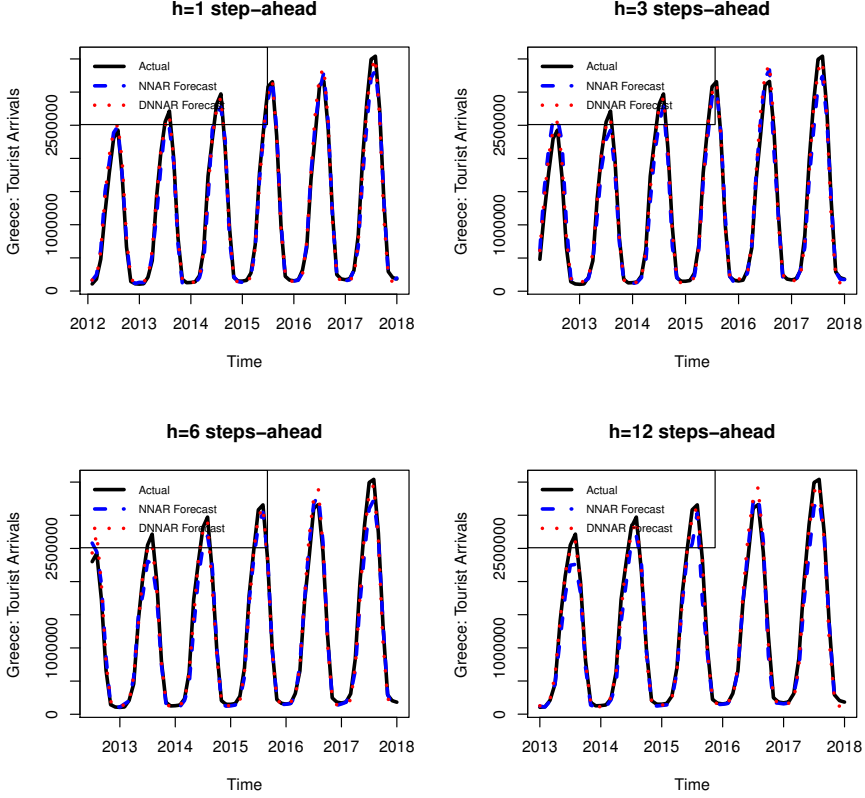 h=1 step−ahead
Actual
NNAR Forecast
DNNAR Forecast
Greece: Tourist Arrivals
0
1000000
2500000
2012 2013 2014 2015 2016 2017 2018
Time
h=3 steps−ahead
Actual
NNAR Forecast
DNNAR Forecast
Greece: Tourist Arrivals
0
1000000
2500000
2013 2014 2015 2016 2017 2018
Time
h=6 steps−ahead
Actual
NNAR Forecast
DNNAR Forecast
Greece: Tourist Arrivals
0
1000000
2500000
2013 2014 2015 2016 2017 2018
Time
h=12 steps−ahead
Actual
NNAR Forecast
DNNAR Forecast
Greece: Tourist Arrivals
0
1000000
2500000
2013 2014 2015 2016 2017 2018
Time